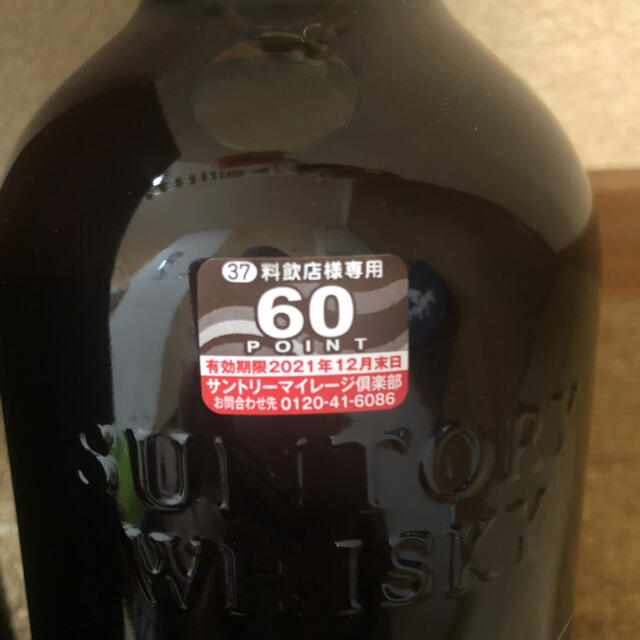 37 料飲店様専用
60
POINT
有効期限2021年12月末日
サントリーマイレージ倶楽部
お問合わせ先 0120-41-6086
SUNTORY
WHISKY